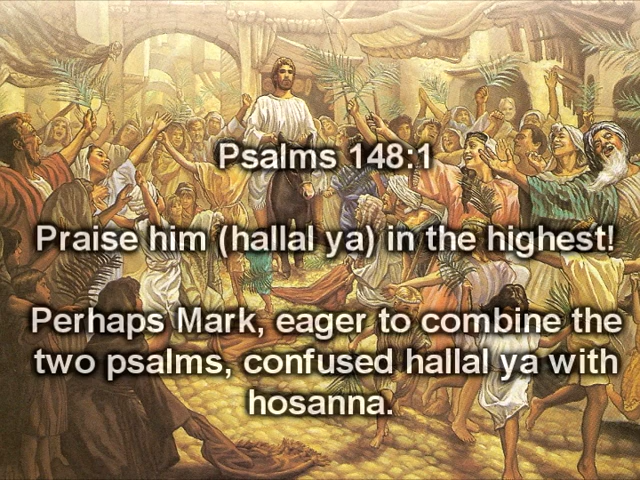 Psalms 148:1
Praise him (hallal ya) in the highest!
Perhaps Mark, eager to combine the
two psalms, confused hallal ya with
hosanna.